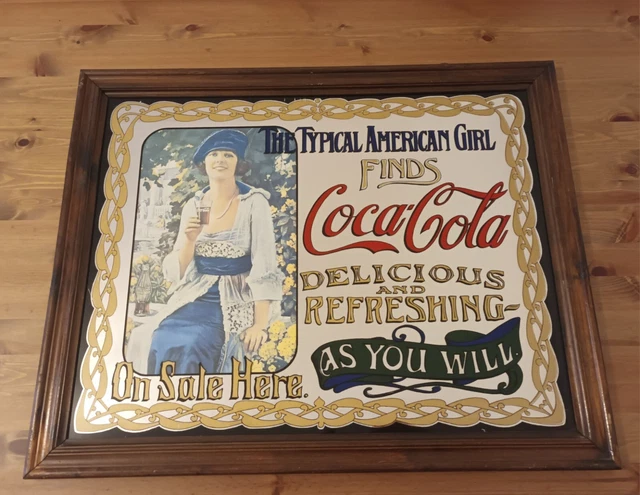 THE TYPICAL AMERICAN GIRL
FINDS
Coca-Cola
DELICIOUS
AND
REFRESHING-
AS YOU WILL.
On Sale Here.